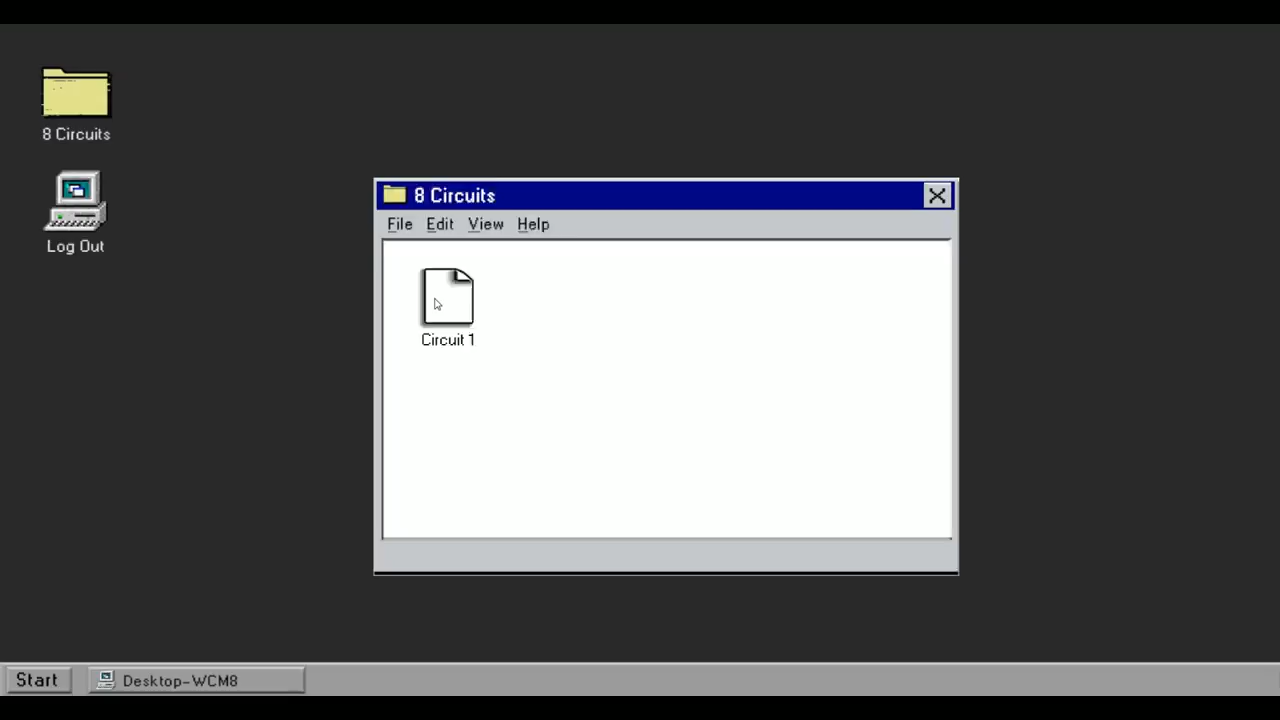 8 Circuits
Log Out
8 Circuits
File Edit View Help
Circuit 1
Start
Desktop-WCM8